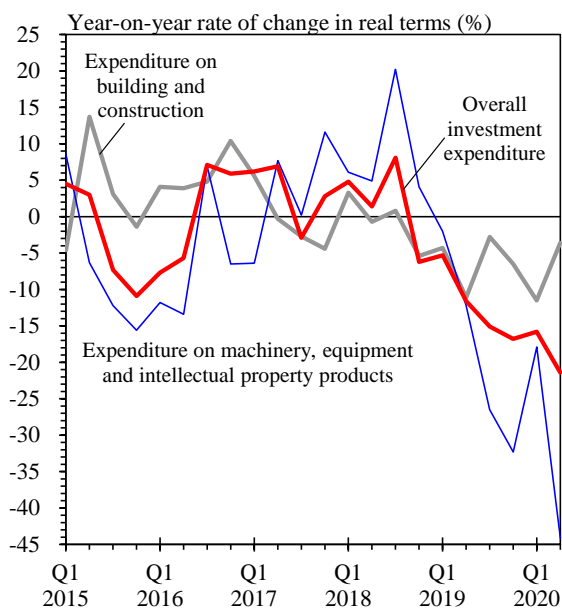 Year-on-year rate of change in real terms (%)
25
20
15
10
5
0
-5
-10
-15
-20
-25
-30
-35
-40
-45
Expenditure on
building and
construction
Overall
investment
expenditure
Expenditure on machinery, equipment
and intellectual property products
Q1 Q1 Q1 Q1 Q1 Q1
2015 2016 2017 2018 2019 2020